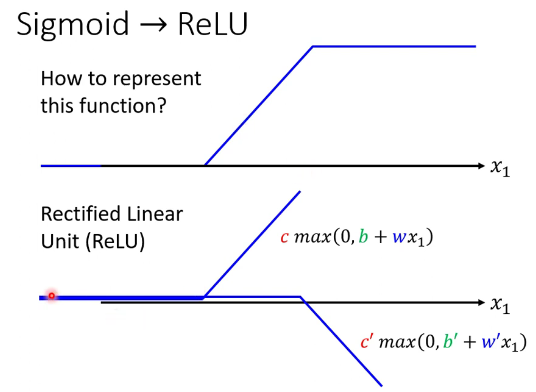 Sigmoid → ReLU
How to represent
this function?
x₁
Rectified Linear
Unit (ReLU)
c max(0, b + wx₁)
x₁
c′ max(0, b′ + w′x₁)